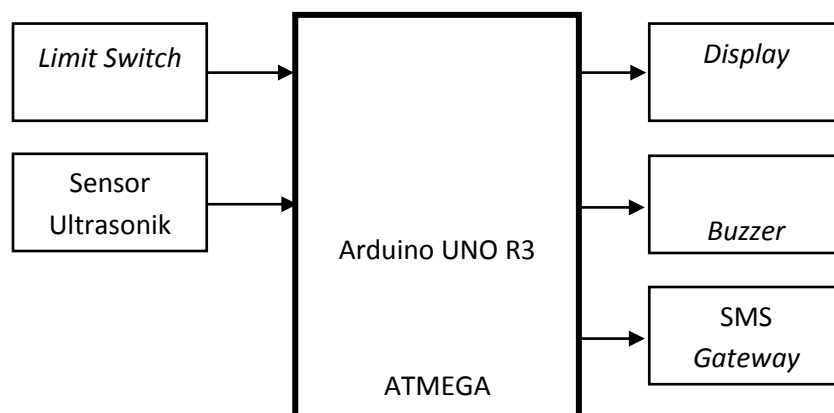 Limit Switch
Sensor
Ultrasonik
Arduino UNO R3
ATMEGA
Display
Buzzer
SMS
Gateway